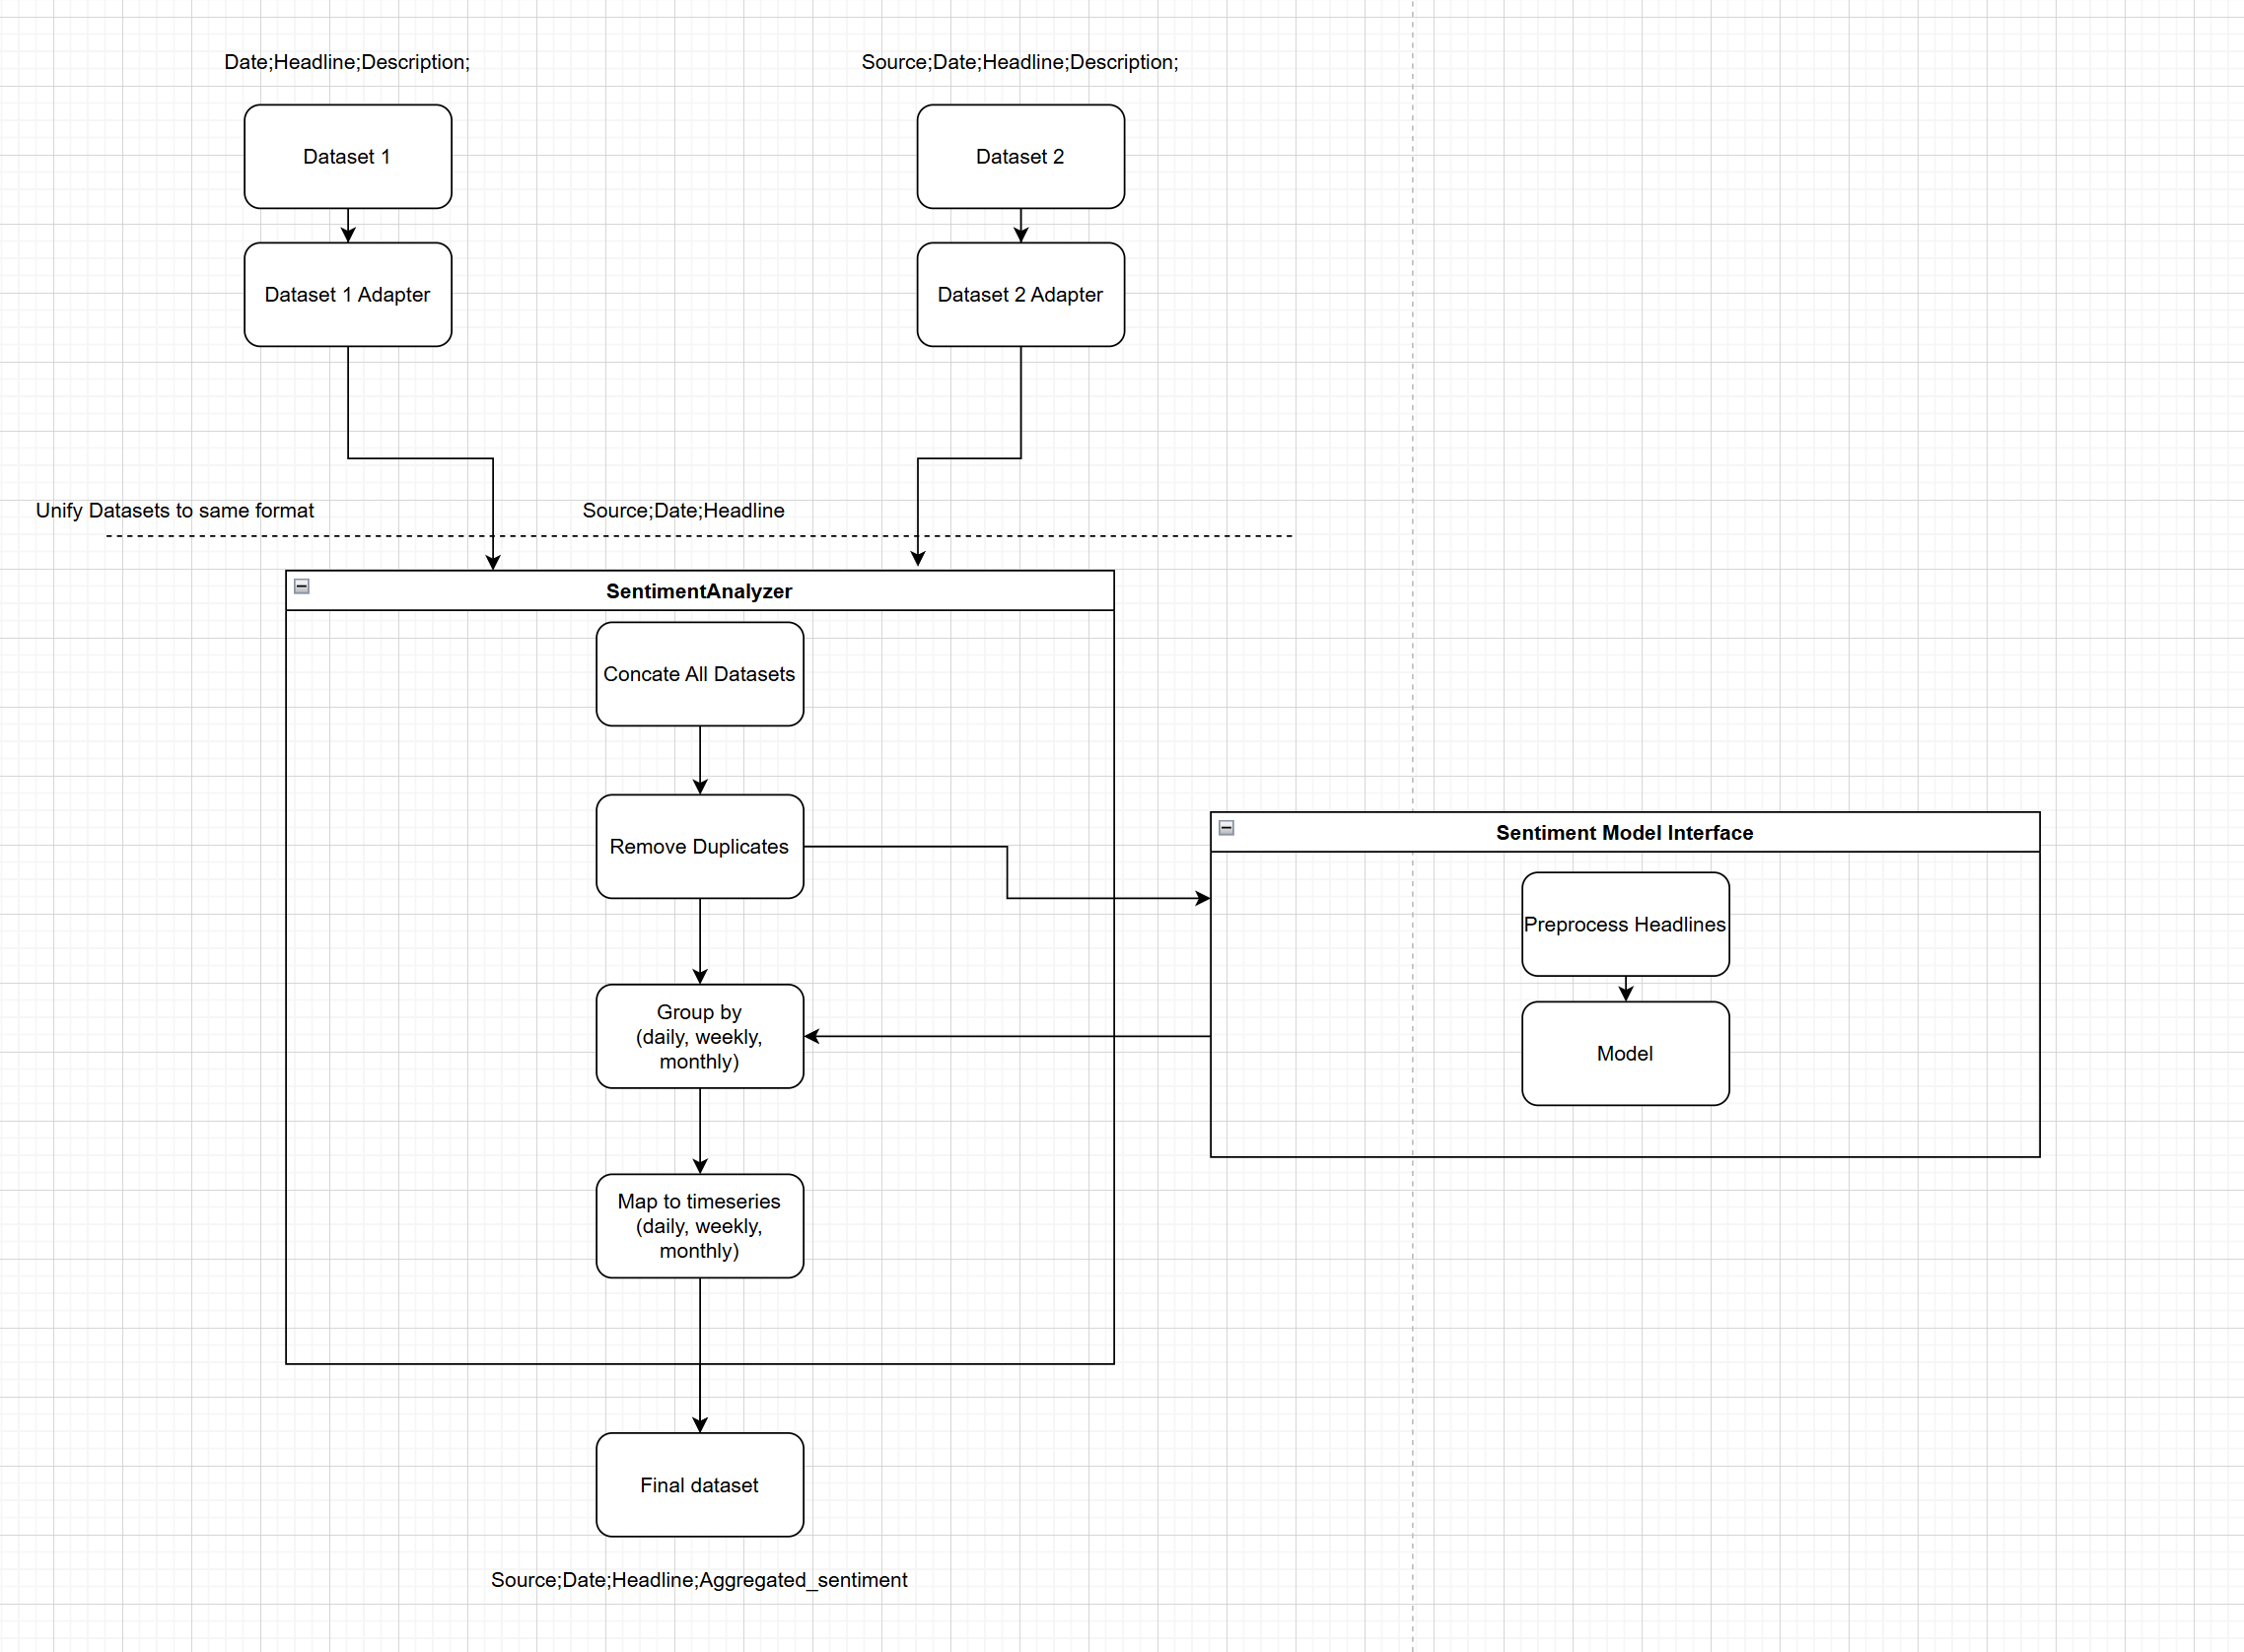 Date;Headline;Description;
Source;Date;Headline;Description;
Dataset 1
Dataset 2
Dataset 1 Adapter
Dataset 2 Adapter
Unify Datasets to same format
Source;Date;Headline
SentimentAnalyzer
Concate All Datasets
Remove Duplicates
Group by
(daily, weekly,
monthly)
Map to timeseries
(daily, weekly,
monthly)
Sentiment Model Interface
Preprocess Headlines
Model
Final dataset
Source;Date;Headline;Aggregated_sentiment